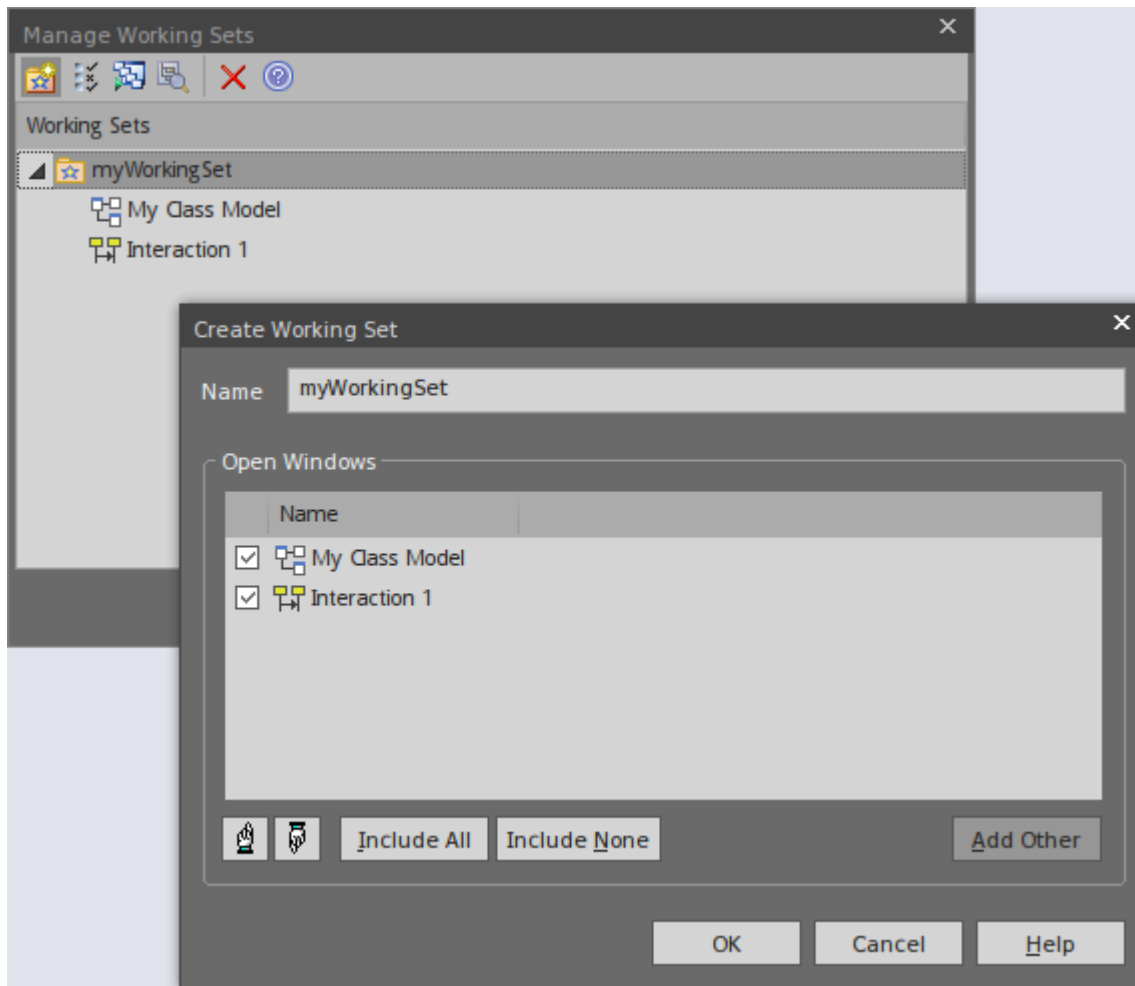 Manage Working Sets
Working Sets
myWorkingSet
My Class Model
Interaction 1
Create Working Set
Name myWorkingSet
Open Windows
Name
My Class Model
Interaction 1
Include All Include None Add Other
OK Cancel Help